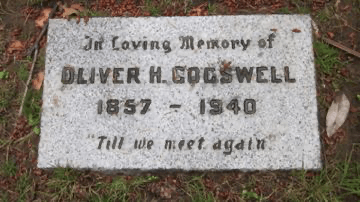 In Loving Memory of
OLIVER H. COGSWELL
1857 - 1940
"Till we meet again"